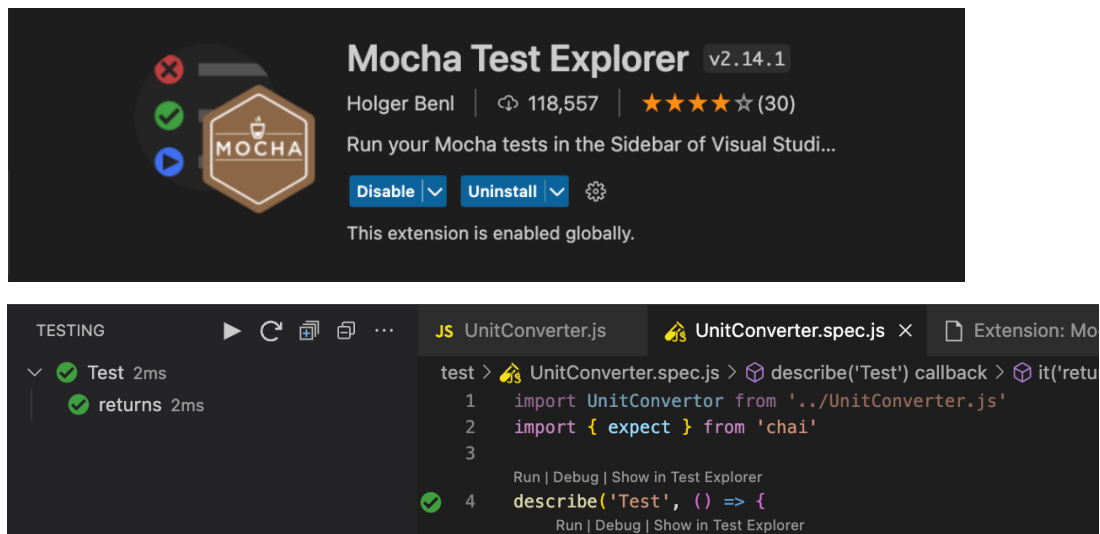 Mocha Test Explorer v2.14.1
MOCHA
Holger Benl 118,557 (30)
Run your Mocha tests in the Sidebar of Visual Studi...
Disable Uninstall
This extension is enabled globally.
TESTING
Test 2ms
returns 2ms
JS UnitConverter.js UnitConverter.spec.js × Extension: Mo
test > UnitConverter.spec.js > describe('Test') callback > it('retu
1 import UnitConvertor from '../UnitConverter.js'
2 import { expect } from 'chai'
3
Run | Debug | Show in Test Explorer
4 describe('Test', () => {
Run | Debug | Show in Test Explorer